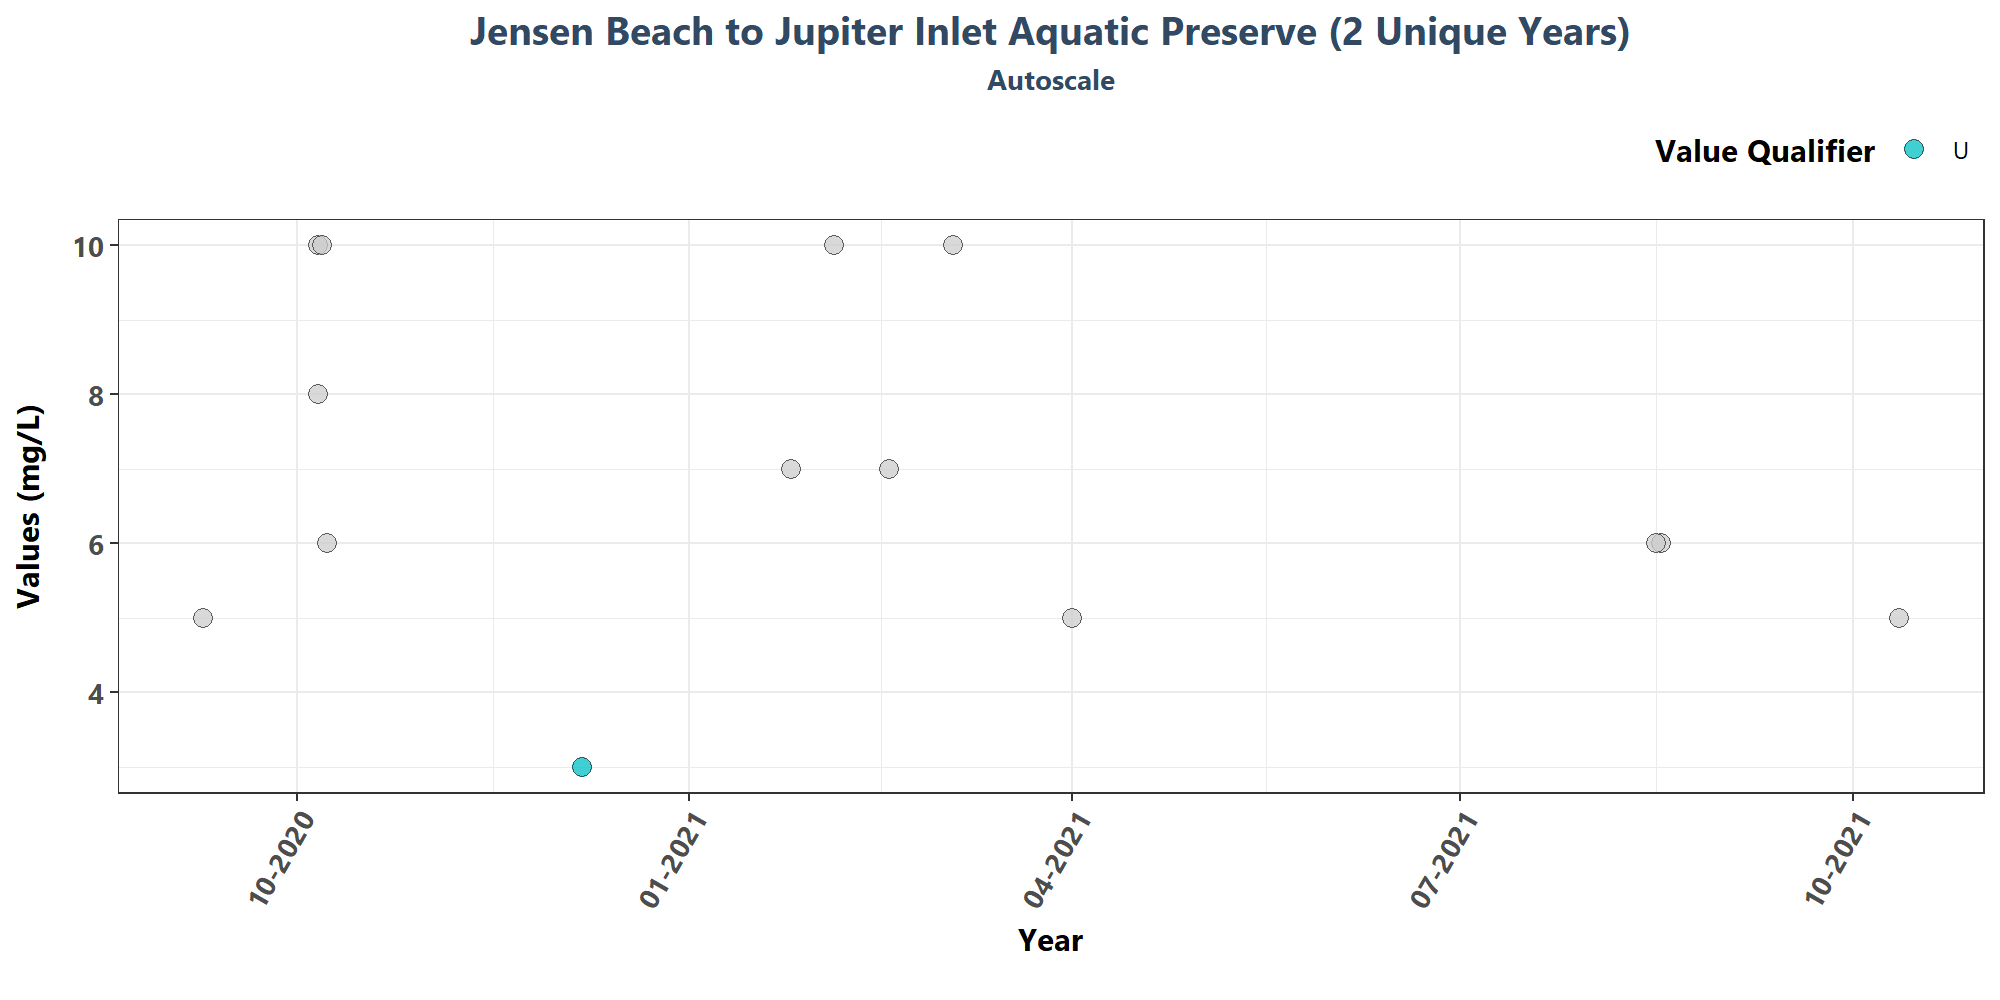 Jensen Beach to Jupiter Inlet Aquatic Preserve (2 Unique Years)
Autoscale
Value Qualifier U
Values (mg/L)
10
8
6
4
10-2020
01-2021
04-2021
07-2021
10-2021
Year